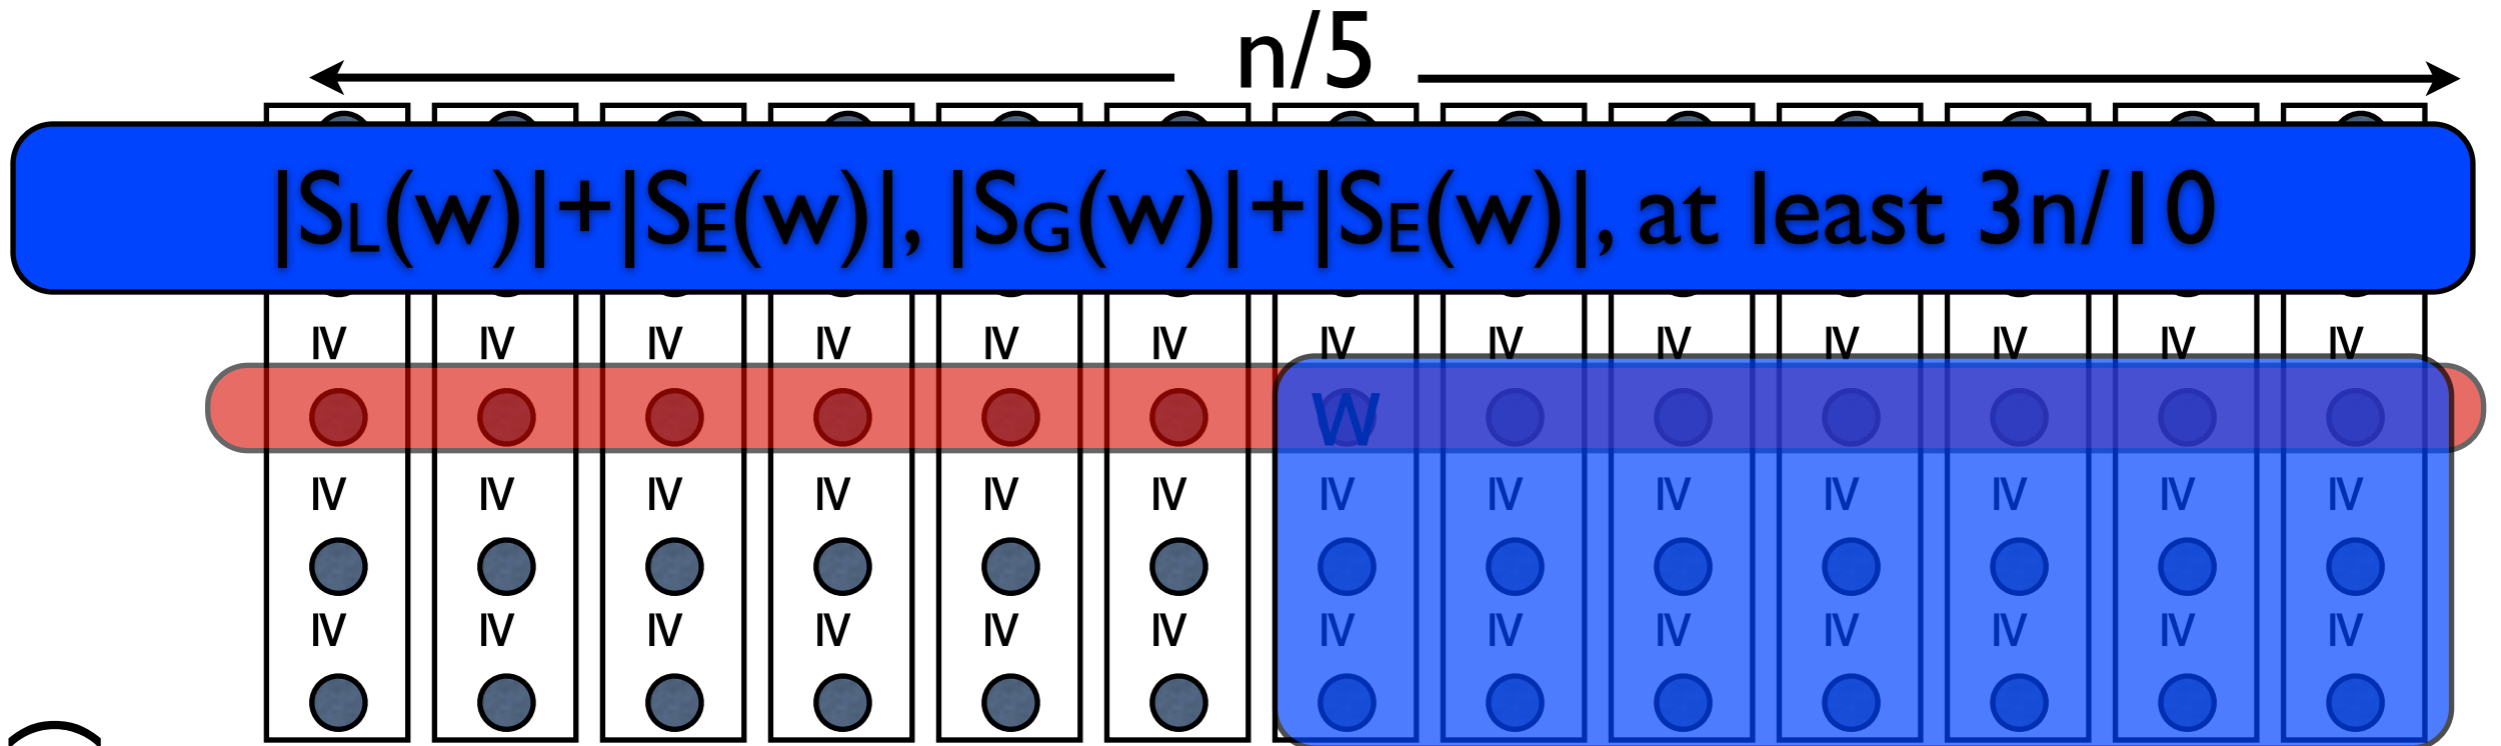 n/5
|SL(w)|+|SE(w)|, |SG(w)|+|SE(w)|, at least 3n/10
IV IV IV IV IV IV IV IV IV IV IV IV IV
w
IV IV IV IV IV IV IV IV IV IV IV IV IV
IV IV IV IV IV IV IV IV IV IV IV IV IV